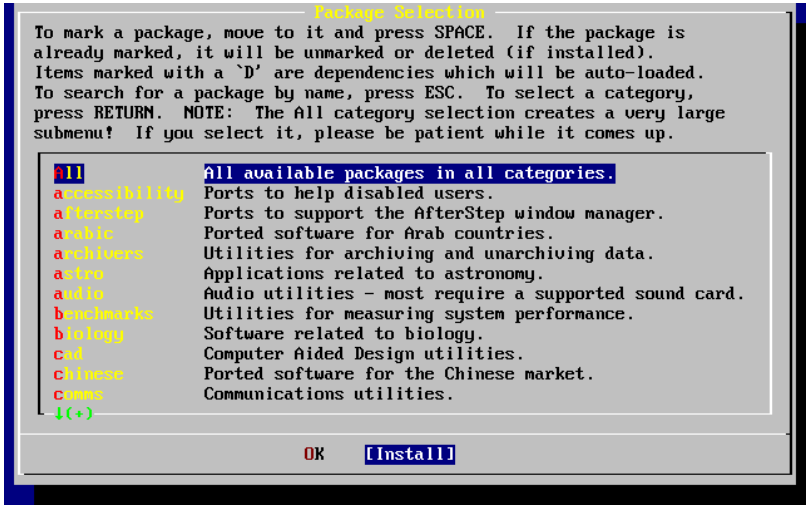 Package Selection
To mark a package, move to it and press SPACE.  If the package is
already marked, it will be unmarked or deleted (if installed).
Items marked with a `D' are dependencies which will be auto-loaded.
To search for a package by name, press ESC.  To select a category,
press RETURN.  NOTE:  The All category selection creates a very large
submenu!  If you select it, please be patient while it comes up.
All All available packages in all categories.
accessibility Ports to help disabled users.
afterstep Ports to support the AfterStep window manager.
arabic Ported software for Arab countries.
archivers Utilities for archiving and unarchiving data.
astro Applications related to astronomy.
audio Audio utilities - most require a supported sound card.
benchmarks Utilities for measuring system performance.
biology Software related to biology.
cad Computer Aided Design utilities.
chinese Ported software for the Chinese market.
comms Communications utilities.
↓(+)
OK [Install]